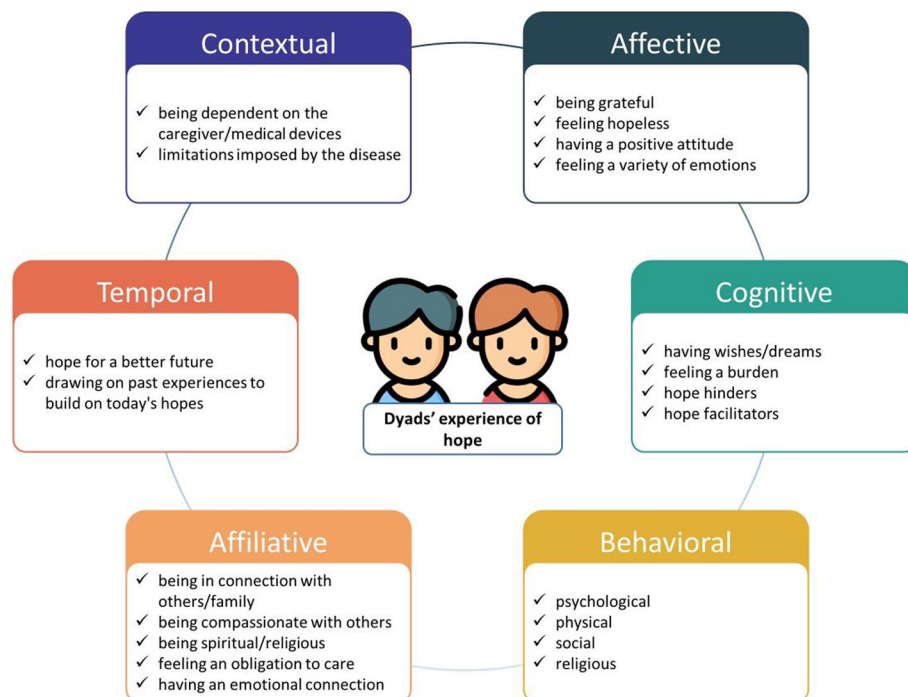 Contextual
✓ being dependent on the
caregiver/medical devices
✓ limitations imposed by the disease
Affective
✓ being grateful
✓ feeling hopeless
✓ having a positive attitude
✓ feeling a variety of emotions
Temporal
✓ hope for a better future
✓ drawing on past experiences to
build on today's hopes
Dyads’ experience of
hope
Cognitive
✓ having wishes/dreams
✓ feeling a burden
✓ hope hinders
✓ hope facilitators
Affiliative
✓ being in connection with
others/family
✓ being compassionate with others
✓ being spiritual/religious
✓ feeling an obligation to care
✓ having an emotional connection
Behavioral
✓ psychological
✓ physical
✓ social
✓ religious